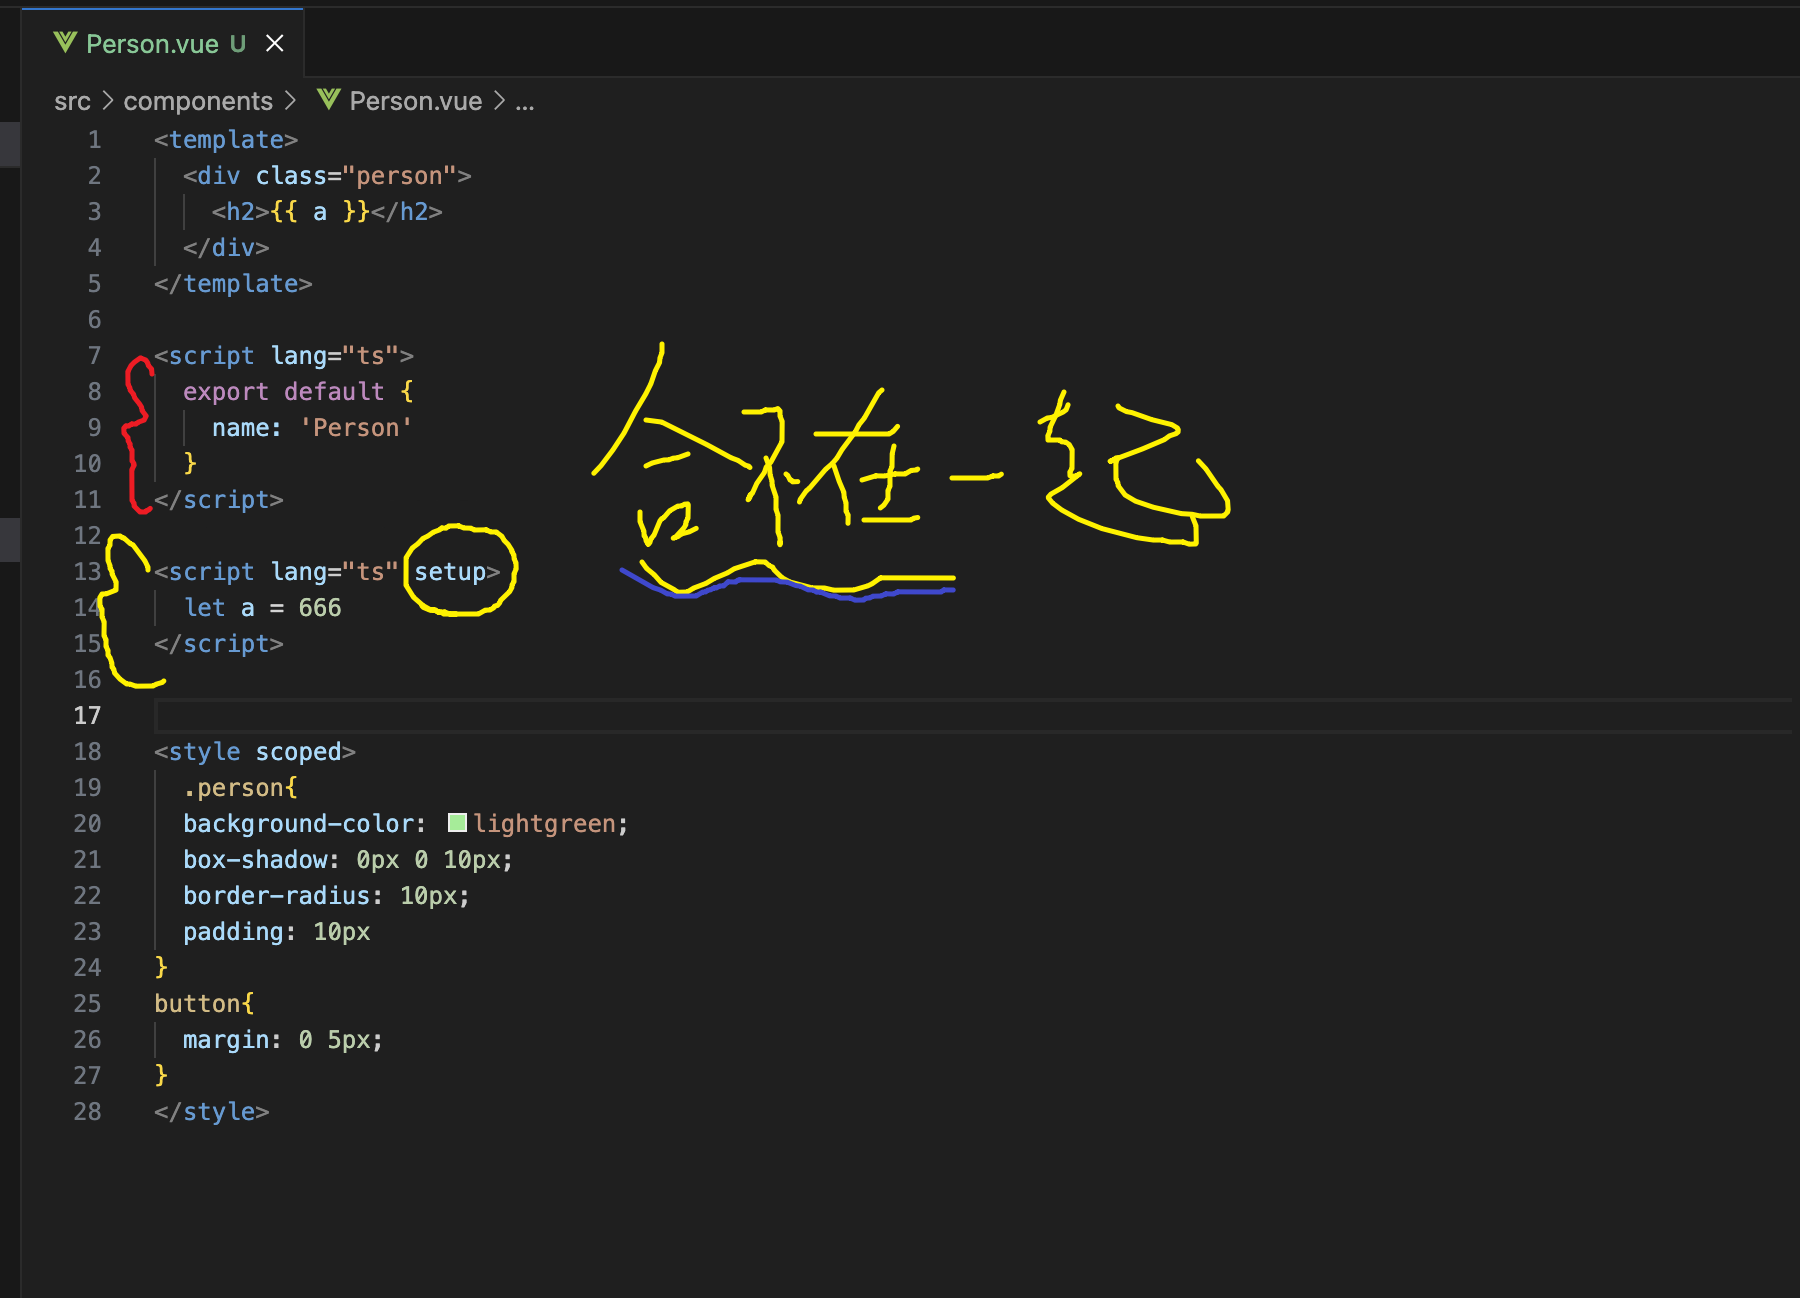 Person.vue U
src > components > Person.vue > ...
1 <template>
2 <div class="person">
3 <h2>{{ a }}</h2>
4 </div>
5 </template>
6
7 <script lang="ts">
8 export default {
9 name: 'Person'
10 }
11 </script>
合 在一起
12
13 <script lang="ts" setup>
14 let a = 666
15 </script>
16
17
18 <style scoped>
19 .person{
20 background-color: lightgreen;
21 box-shadow: 0px 0 10px;
22 border-radius: 10px;
23 padding: 10px
24 }
25 button{
26 margin: 0 5px;
27 }
28 </style>